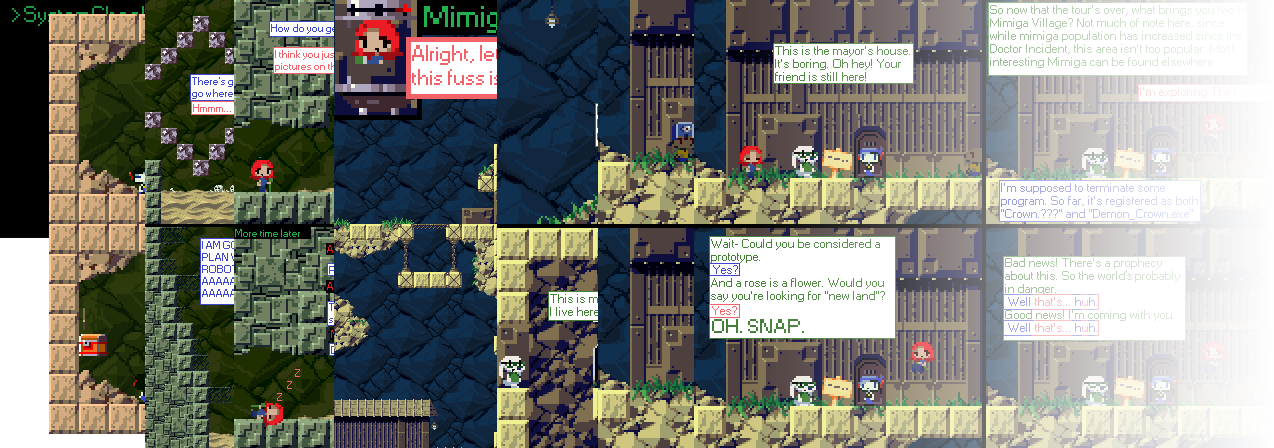 >SystemCheck
There's g
go where
Hmmm...
How do you ge
I think you jus
pictures on th
Mimig
Alright, let
this fuss is
This is the mayor's house.
It's boring. Oh hey! Your
friend is still here!
So now that the tour's over, what brings you two to
Mimiga Village? Not much of note here, since
while mimiga population has increased since the
Doctor Incident, this area isn't too popular. Most
interesting Mimiga can be found elsewhere.
I'm exploring The
I'm supposed to terminate some
program. So far, it's registered as both
"Crown.???" and "Demon_Crown.exe"
I AM GO
PLAN W
ROBOT
AAAAA
AAAAA
More time later
Z
Z
Z
This is m
I live here
Wait- Could you be considered a
prototype.
Yes?
And a rose is a flower. Would you
say you're looking for "new land"?
Yes?
OH. SNAP.
Bad news! There's a prophecy
about this. So the world's probably
in danger.
Well that's... huh.
Good news! I'm coming with you.
Well that's... huh.